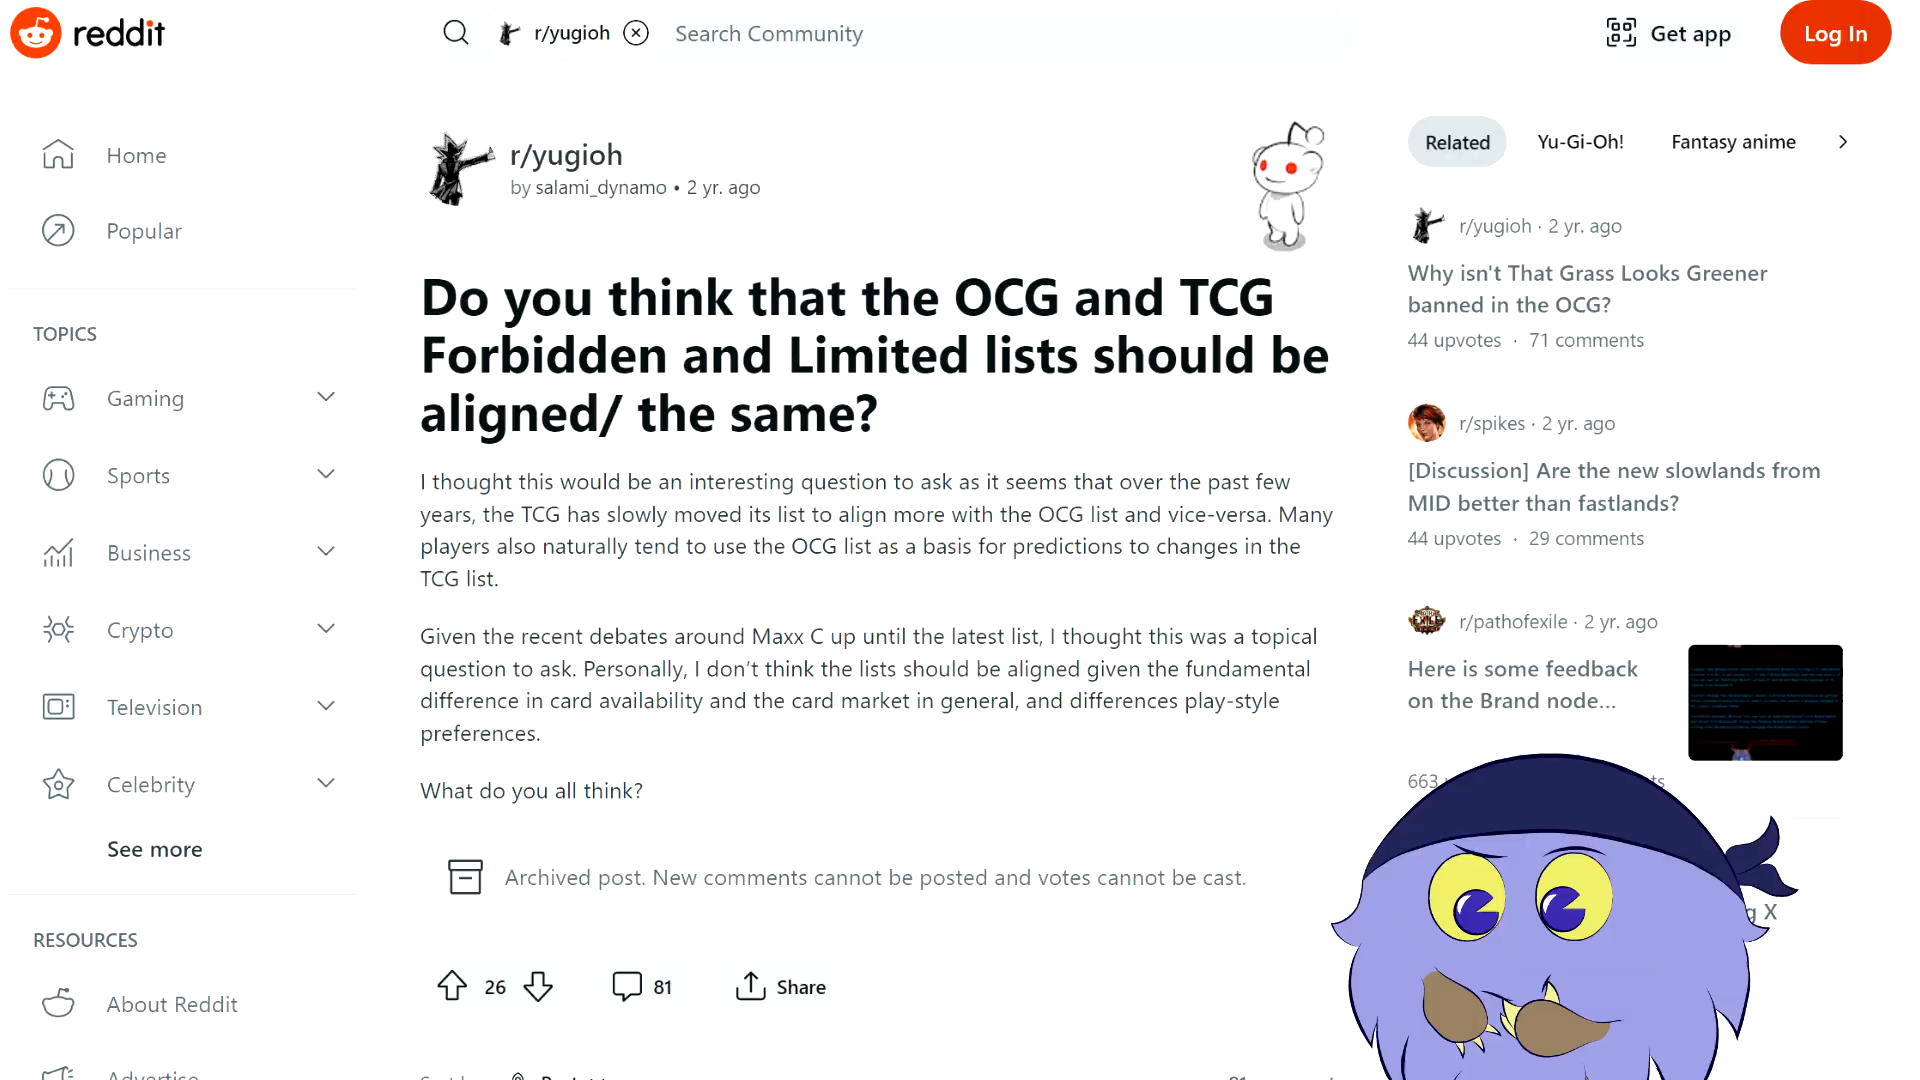 reddit
r/yugioh
Search Community
Get app
Log In
Home
Popular
TOPICS
Gaming
Sports
Business
Crypto
Television
Celebrity
See more
RESOURCES
About Reddit
Advertise
r/yugioh
by salami_dynamo • 2 yr. ago
Do you think that the OCG and TCG
Forbidden and Limited lists should be
aligned/ the same?
I thought this would be an interesting question to ask as it seems that over the past few
years, the TCG has slowly moved its list to align more with the OCG list and vice-versa. Many
players also naturally tend to use the OCG list as a basis for predictions to changes in the
TCG list.
Given the recent debates around Maxx C up until the latest list, I thought this was a topical
question to ask. Personally, I don’t think the lists should be aligned given the fundamental
difference in card availability and the card market in general, and differences play-style
preferences.
What do you all think?
Archived post. New comments cannot be posted and votes cannot be cast.
26
81
Share
Related
Yu-Gi-Oh!
Fantasy anime
r/yugioh · 2 yr. ago
Why isn't That Grass Looks Greener
banned in the OCG?
44 upvotes · 71 comments
r/spikes · 2 yr. ago
[Discussion] Are the new slowlands from
MID better than fastlands?
44 upvotes · 29 comments
r/pathofexile · 2 yr. ago
Here is some feedback
on the Brand node...
663
X